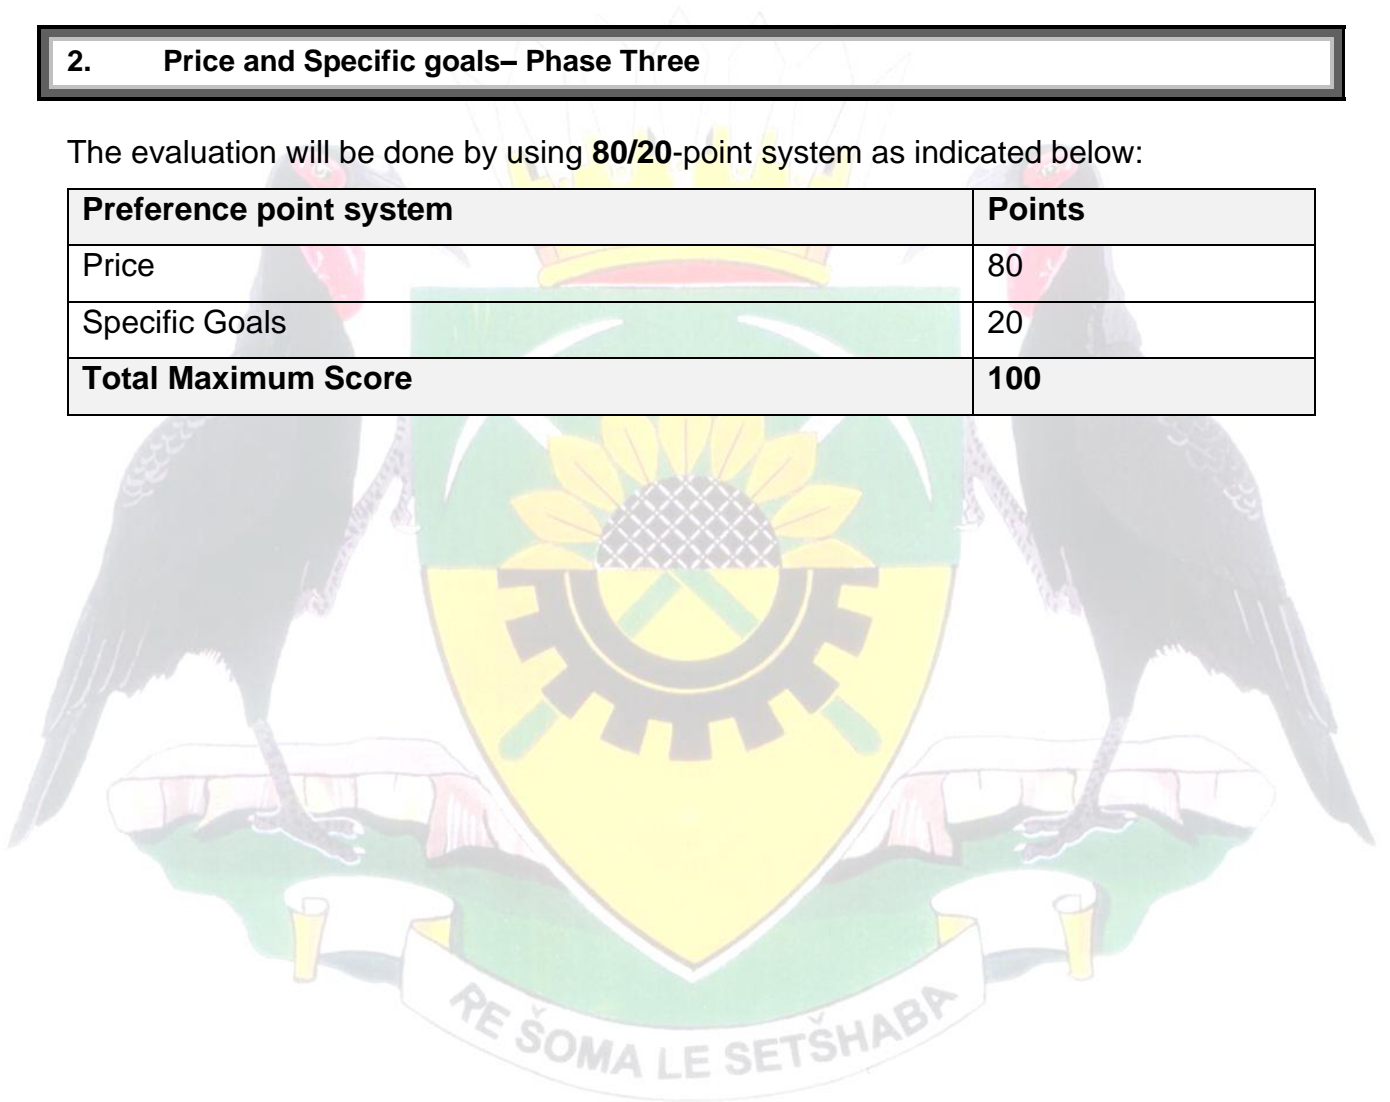 2. Price and Specific goals– Phase Three
The evaluation will be done by using 80/20-point system as indicated below:
Preference point system Points
Price 80
Specific Goals 20
Total Maximum Score 100
RE ŠOMA LE SETŠHABA